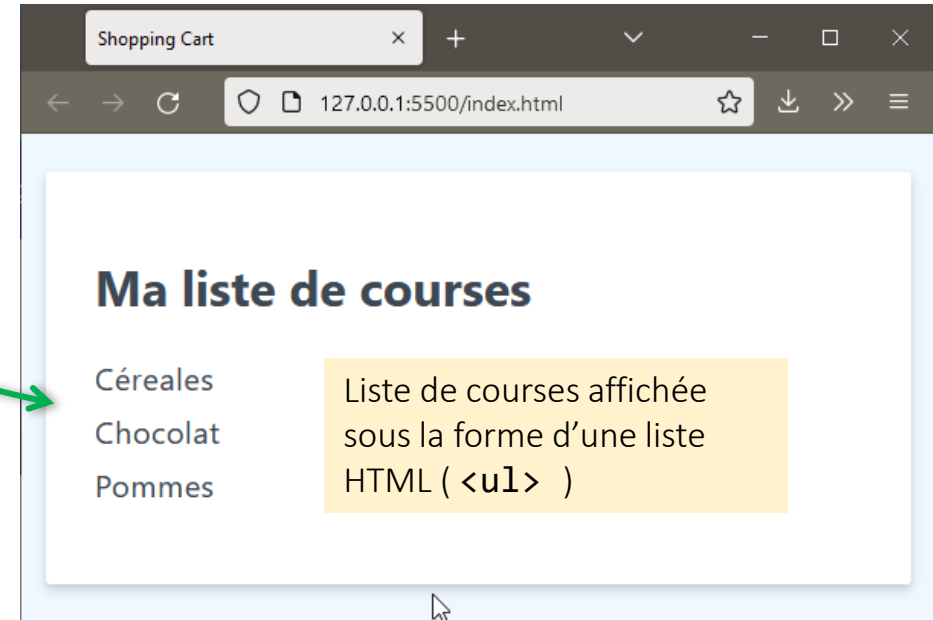 Shopping Cart
127.0.0.1:5500/index.html
Ma liste de courses
Céreales
Chocolat
Pommes
Liste de courses affichée
sous la forme d’une liste
HTML ( <ul> )